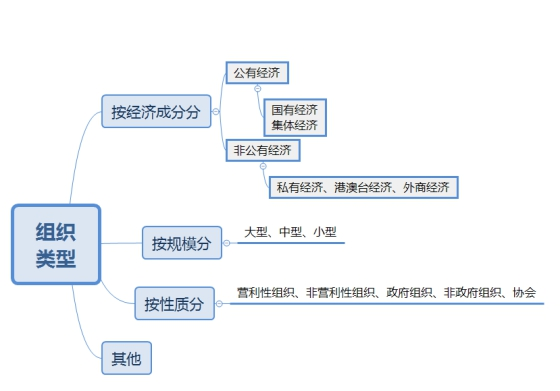 组织
类型
按经济成分分
公有经济
国有经济
集体经济
非公有经济
私有经济、港澳台经济、外商经济
按规模分
大型、中型、小型
按性质分
营利性组织、非营利性组织、政府组织、非政府组织、协会
其他